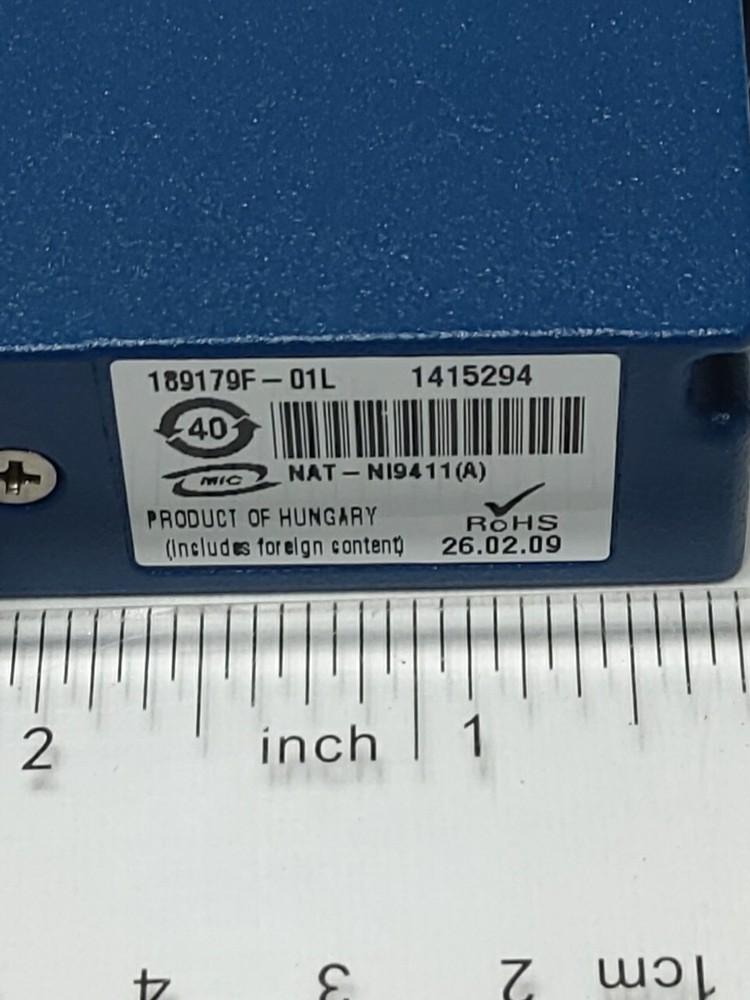 189179F-01L 1415294
40
MIC NAT-NI9411(A)
PRODUCT OF HUNGARY RoHS
(Includes foreign content) 26.02.09
2 inch 1
4 3 2 1cm